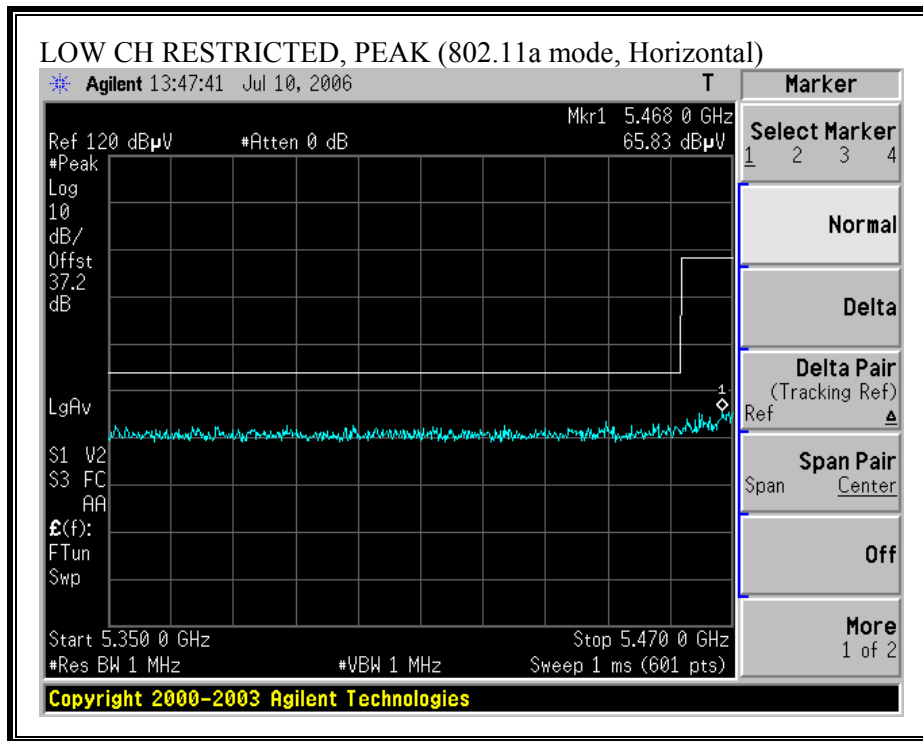 LOW CH RESTRICTED, PEAK (802.11a mode, Horizontal)
Agilent 13:47:41 Jul 10, 2006 T
Mkr1 5.468 0 GHz
Ref 120 dBµV #Atten 0 dB 65.83 dBµV
#Peak
Log
10
dB/
Offst
37.2
dB
1
LgAv
S1 V2
S3 FC
AA
£(f):
FTun
Swp
Start 5.350 0 GHz Stop 5.470 0 GHz
#Res BW 1 MHz #VBW 1 MHz Sweep 1 ms (601 pts)
Copyright 2000-2003 Agilent Technologies
Marker
Select Marker
1 2 3 4
Normal
Delta
Delta Pair
(Tracking Ref)
Ref Δ
Span Pair
Span Center
Off
More
1 of 2